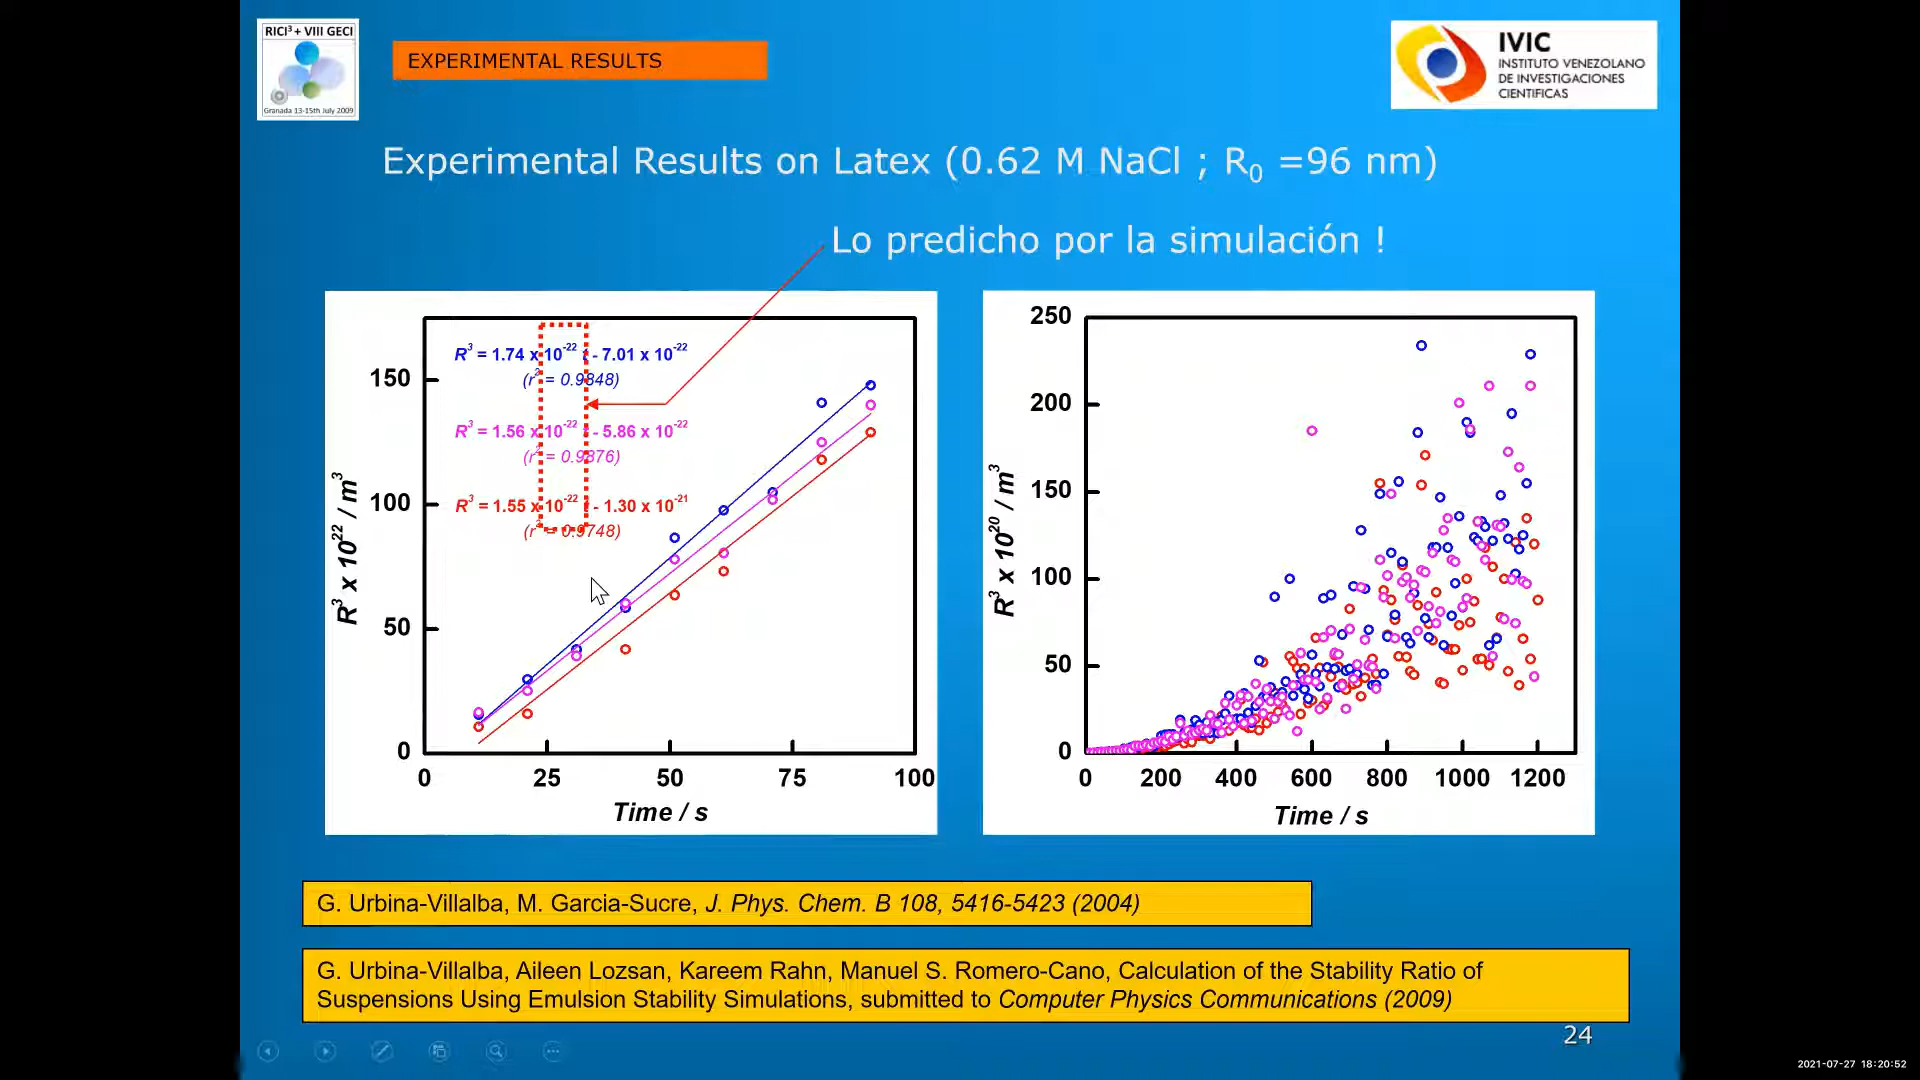 RICI³ + VIII GECI
Granada 13-15th July 2009
EXPERIMENTAL RESULTS
IVIC
INSTITUTO VENEZOLANO
DE INVESTIGACIONES
CIENTIFICAS
Experimental Results on Latex (0.62 M NaCl ; R₀ =96 nm)
Lo predicho por la simulación !
R³ = 1.74 x 10⁻²² t - 7.01 x 10⁻²²
(r² = 0.9848)
R³ = 1.56 x 10⁻²² t - 5.86 x 10⁻²²
(r² = 0.9876)
R³ = 1.55 x 10⁻²² t - 1.30 x 10⁻²¹
(r² = 0.9748)
R³ x 10²² / m³
150
100
50
0
0 25 50 75 100
Time / s
R³ x 10²⁰ / m³
250
200
150
100
50
0
0 200 400 600 800 1000 1200
Time / s
G. Urbina-Villalba, M. Garcia-Sucre, J. Phys. Chem. B 108, 5416-5423 (2004)
G. Urbina-Villalba, Aileen Lozsan, Kareem Rahn, Manuel S. Romero-Cano, Calculation of the Stability Ratio of
Suspensions Using Emulsion Stability Simulations, submitted to Computer Physics Communications (2009)
24
2021-07-27 18:20:52